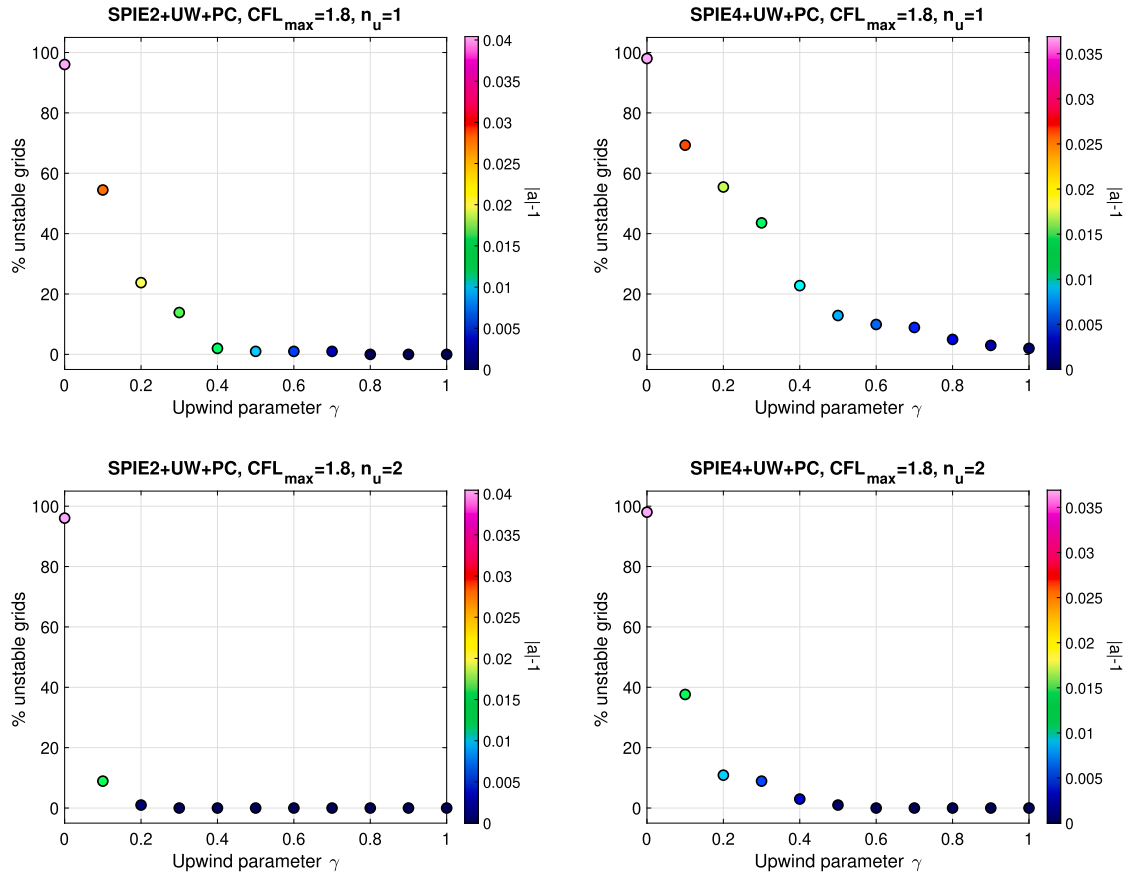 SPIE2+UW+PC, CFLmax=1.8, nu=1
% unstable grids
100
80
60
40
20
0
0 0.2 0.4 0.6 0.8 1
Upwind parameter γ
0.04
0.035
0.03
0.025
0.02
0.015
0.01
0.005
0
|a|-1
SPIE4+UW+PC, CFLmax=1.8, nu=1
% unstable grids
100
80
60
40
20
0
0 0.2 0.4 0.6 0.8 1
Upwind parameter γ
0.035
0.03
0.025
0.02
0.015
0.01
0.005
0
|a|-1
SPIE2+UW+PC, CFLmax=1.8, nu=2
% unstable grids
100
80
60
40
20
0
0 0.2 0.4 0.6 0.8 1
Upwind parameter γ
0.04
0.035
0.03
0.025
0.02
0.015
0.01
0.005
0
|a|-1
SPIE4+UW+PC, CFLmax=1.8, nu=2
% unstable grids
100
80
60
40
20
0
0 0.2 0.4 0.6 0.8 1
Upwind parameter γ
0.035
0.03
0.025
0.02
0.015
0.01
0.005
0
|a|-1